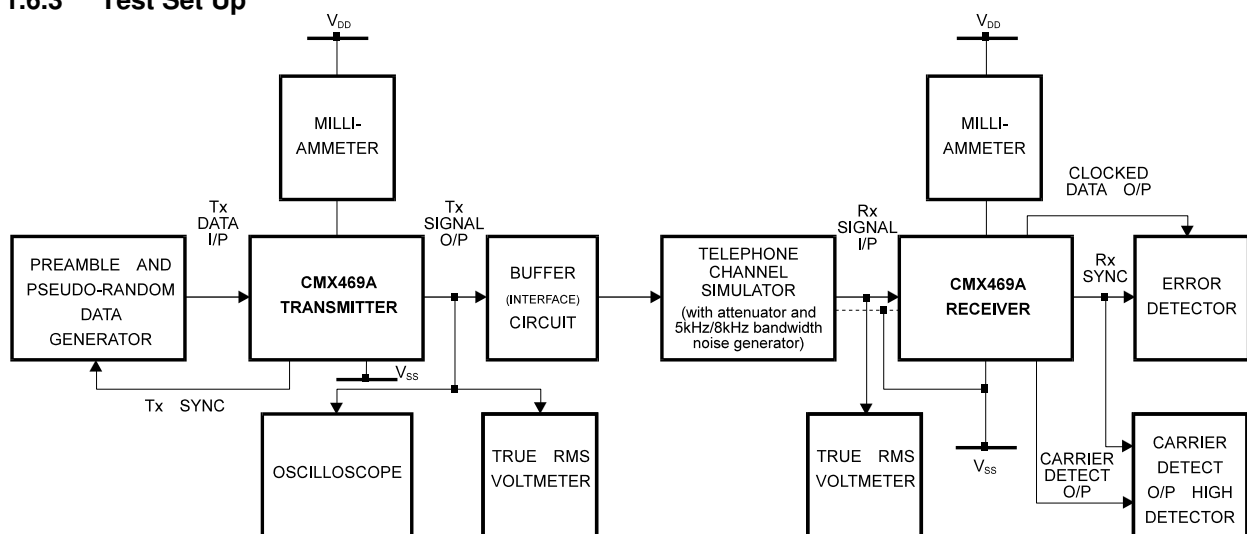 1.6.3 Test Set Up
VDD
MILLI-
AMMETER
Tx
DATA
I/P
Tx
SIGNAL
O/P
PREAMBLE AND
PSEUDO-RANDOM
DATA
GENERATOR
CMX469A
TRANSMITTER
BUFFER
(INTERFACE)
CIRCUIT
VSS
Tx SYNC
OSCILLOSCOPE
TRUE RMS
VOLTMETER
VDD
MILLI-
AMMETER
CLOCKED
DATA O/P
Rx
SIGNAL
I/P
TELEPHONE
CHANNEL
SIMULATOR
(with attenuator and
5kHz/8kHz bandwidth
noise generator)
CMX469A
RECEIVER
Rx
SYNC
ERROR
DETECTOR
TRUE RMS
VOLTMETER
VSS
CARRIER
DETECT
O/P
CARRIER
DETECT
O/P HIGH
DETECTOR